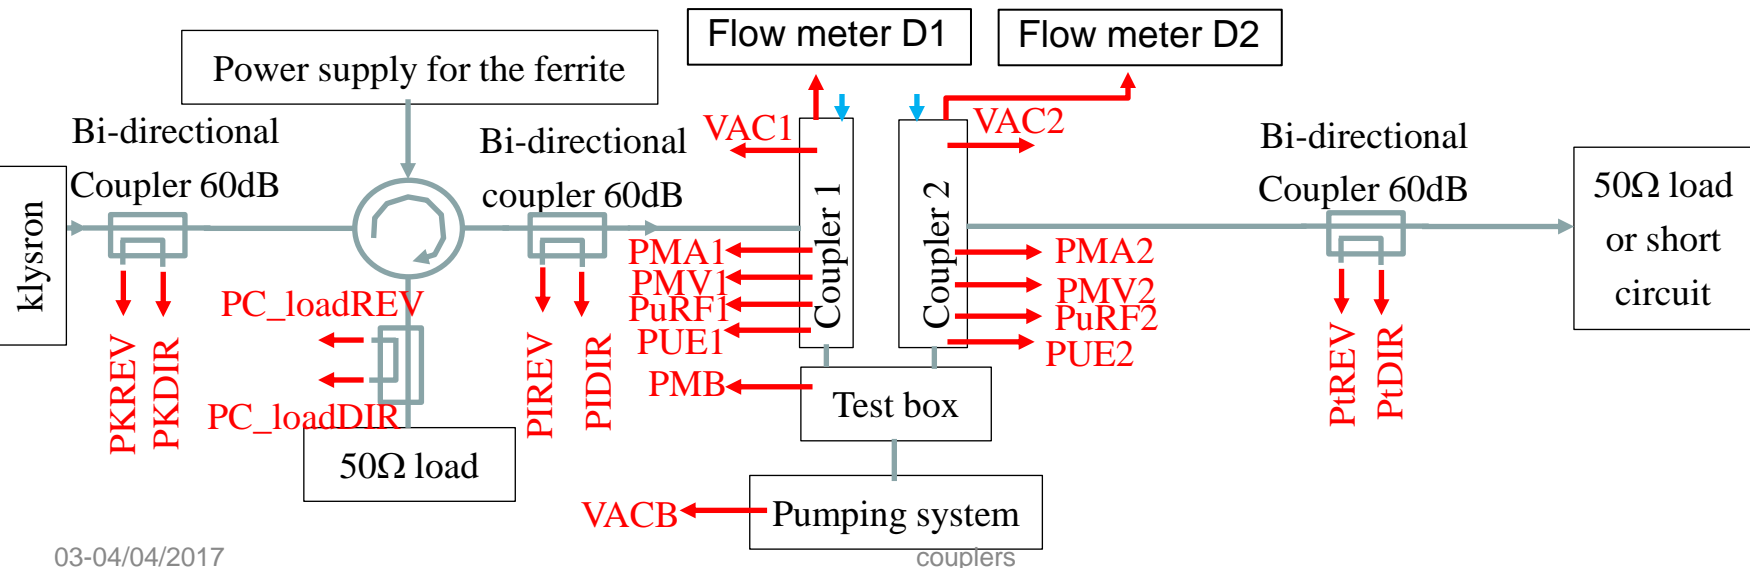 Flow meter D1
Flow meter D2
Power supply for the ferrite
Bi-directional
Coupler 60dB
Bi-directional
coupler 60dB
VAC1
VAC2
Bi-directional
Coupler 60dB
klysron
Coupler 1
Coupler 2
50Ω load
or short
circuit
PMA1
PMV1
PuRF1
PUE1
PMA2
PMV2
PuRF2
PUE2
PC_loadREV
PC_loadDIR
PKREV
PKDIR
PIREV
PIDIR
PtREV
PtDIR
PMB
Test box
50Ω load
VACB
Pumping system
03-04/04/2017
couplers